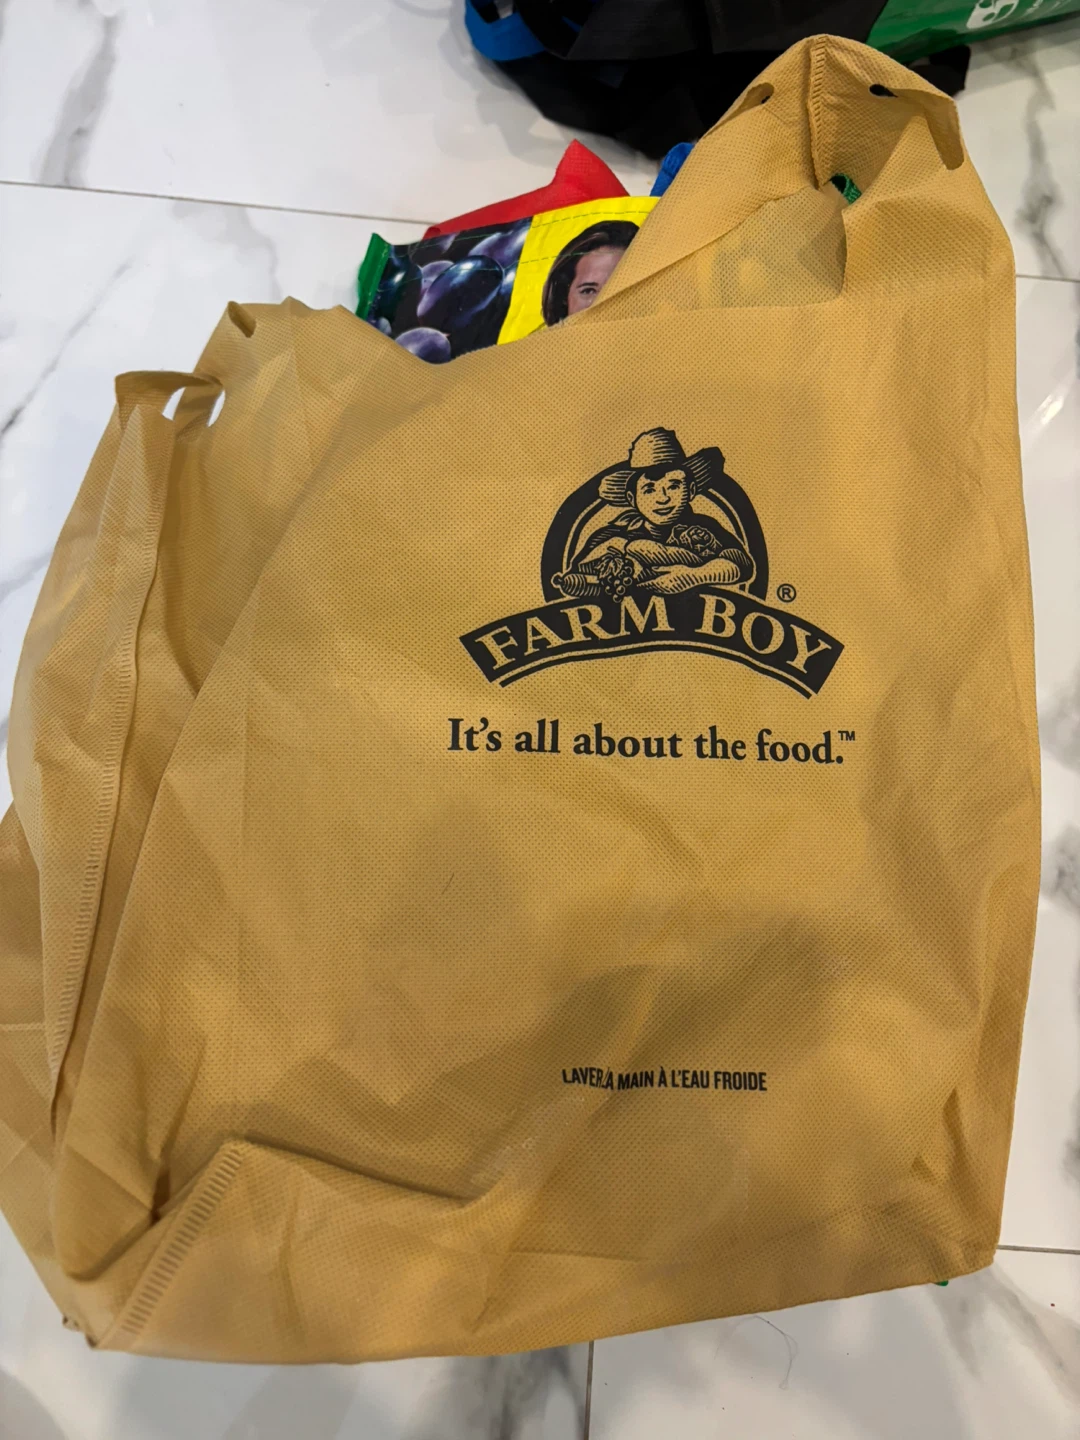 FARM BOY ®
It's all about the food.™
LAVER À MAIN À L'EAU FROIDE